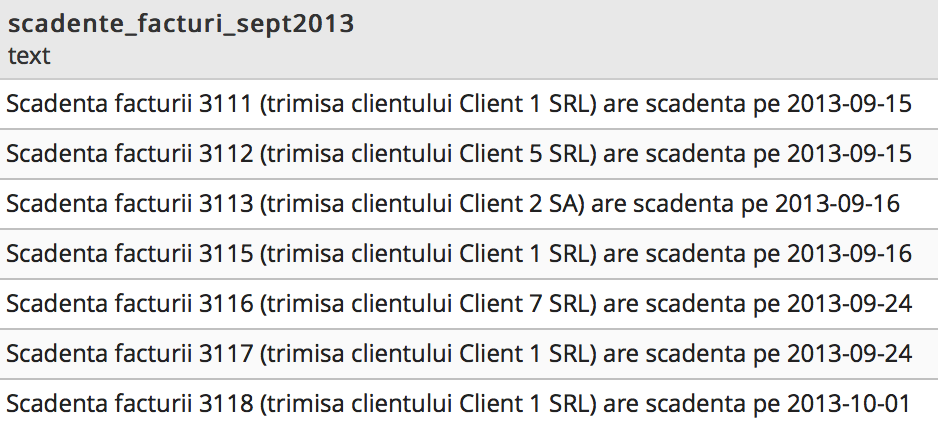 scadente_facturi_sept2013
text
Scadenta facturii 3111 (trimisa clientului Client 1 SRL) are scadenta pe 2013-09-15
Scadenta facturii 3112 (trimisa clientului Client 5 SRL) are scadenta pe 2013-09-15
Scadenta facturii 3113 (trimisa clientului Client 2 SA) are scadenta pe 2013-09-16
Scadenta facturii 3115 (trimisa clientului Client 1 SRL) are scadenta pe 2013-09-16
Scadenta facturii 3116 (trimisa clientului Client 7 SRL) are scadenta pe 2013-09-24
Scadenta facturii 3117 (trimisa clientului Client 1 SRL) are scadenta pe 2013-09-24
Scadenta facturii 3118 (trimisa clientului Client 1 SRL) are scadenta pe 2013-10-01